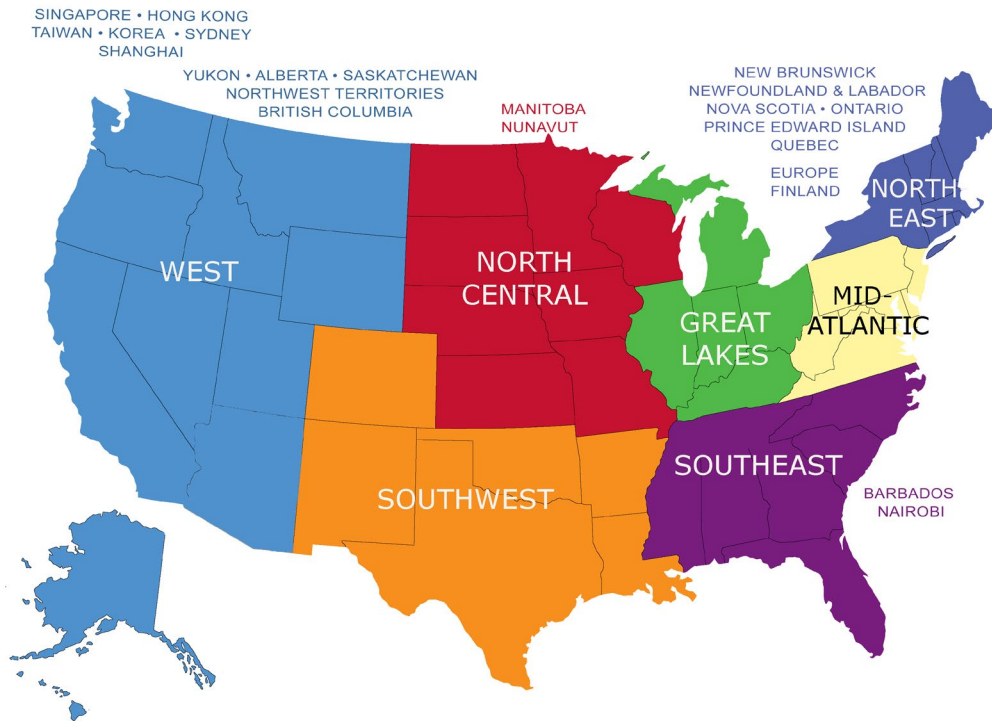 SINGAPORE • HONG KONG
TAIWAN • KOREA • SYDNEY
SHANGHAI
YUKON • ALBERTA • SASKATCHEWAN
NORTHWEST TERRITORIES
BRITISH COLUMBIA
MANITOBA
NUNAVUT
NEW BRUNSWICK
NEWFOUNDLAND & LABADOR
NOVA SCOTIA • ONTARIO
PRINCE EDWARD ISLAND
QUEBEC
EUROPE
FINLAND
NORTH
EAST
WEST
NORTH
CENTRAL
GREAT
LAKES
MID-
ATLANTIC
SOUTHWEST
SOUTHEAST
BARBADOS
NAIROBI